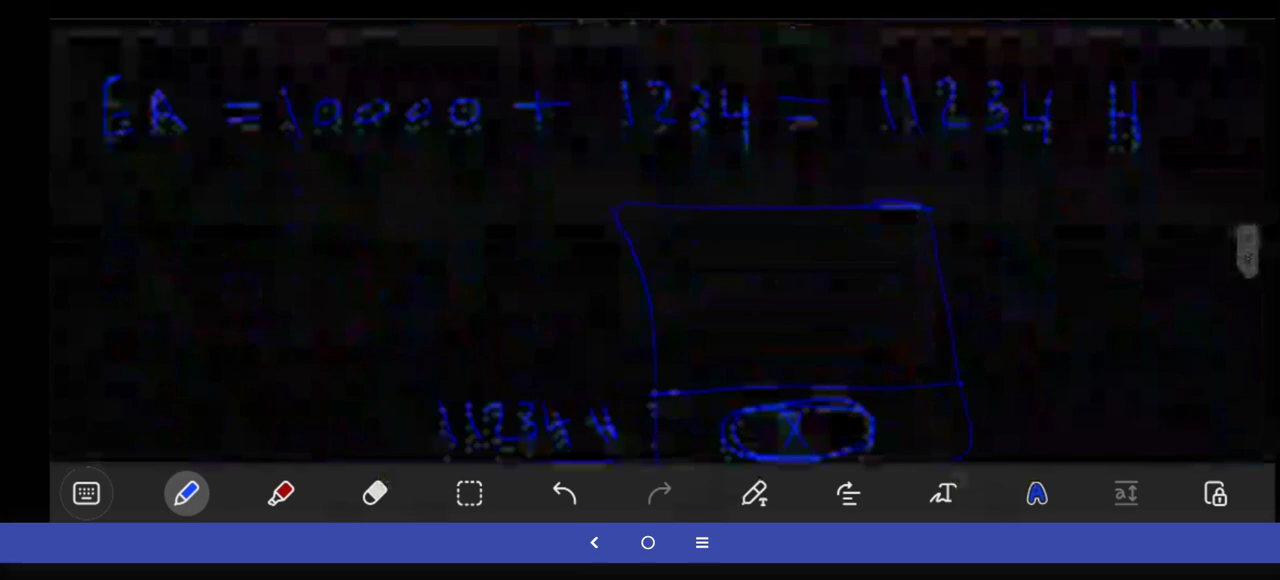 EA = 10000 + 1234 = 11234 H
11234 H X